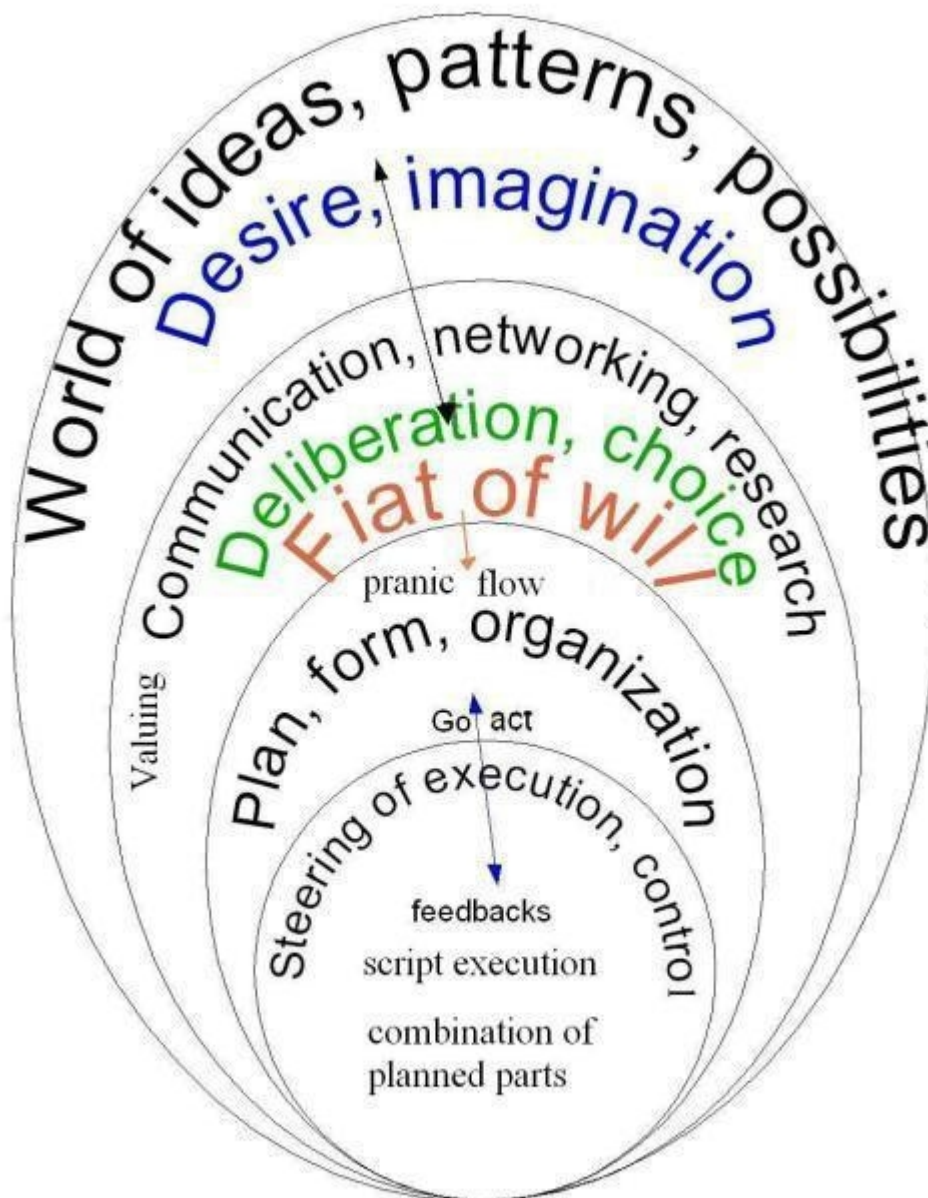 World of ideas, patterns, possibilities
Desire, imagination
Communication, networking, research
Deliberation, choice
Fiat of will
pranic flow
Plan, form, organization
Valuing
Go act
Steering of execution, control
feedbacks
script execution
combination of
planned parts